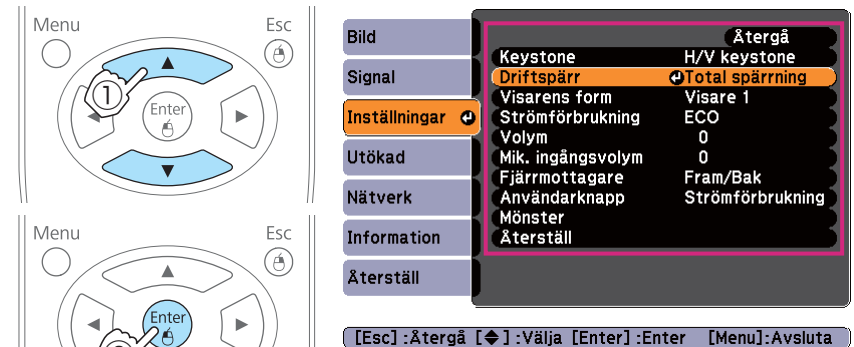 Menu
Esc
①
Enter
Menu
Esc
Enter
Bild
Signal
Inställningar
Utökad
Nätverk
Information
Återställ
Återgå
Keystone H/V keystone
Driftspärr Total spärrning
Visarens form Visare 1
Strömförbrukning ECO
Volym 0
Mik. ingångsvolym 0
Fjärrmottagare Fram/Bak
Användarknapp Strömförbrukning
Mönster
Återställ
[Esc] :Återgå [◆] :Välja [Enter] :Enter [Menu]:Avsluta